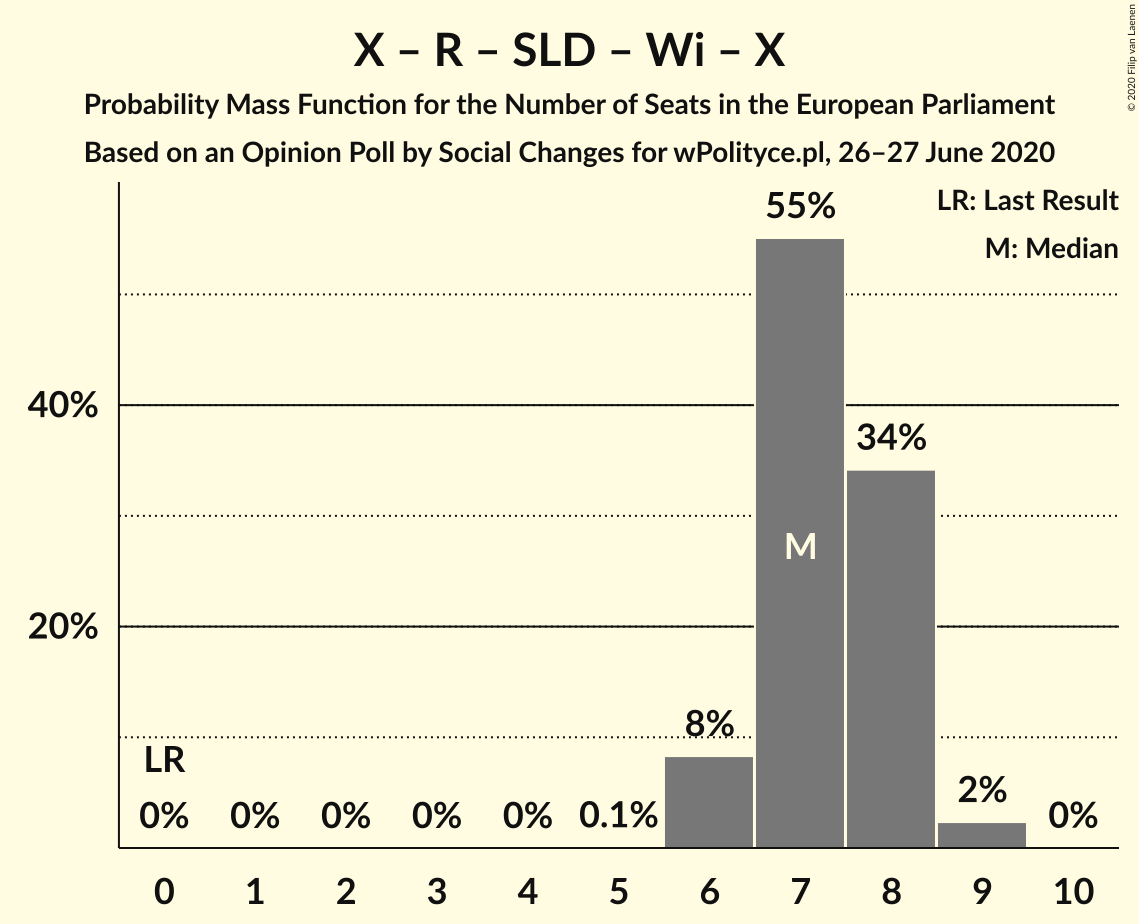 X – R – SLD – Wi – X
Probability Mass Function for the Number of Seats in the European Parliament
Based on an Opinion Poll by Social Changes for wPolityce.pl, 26–27 June 2020
© 2020 Filip van Laenen
LR: Last Result
M: Median
55%
40%
34%
M
20%
8%
LR
2%
0% 0% 0% 0% 0% 0.1% 0%
0 1 2 3 4 5 6 7 8 9 10